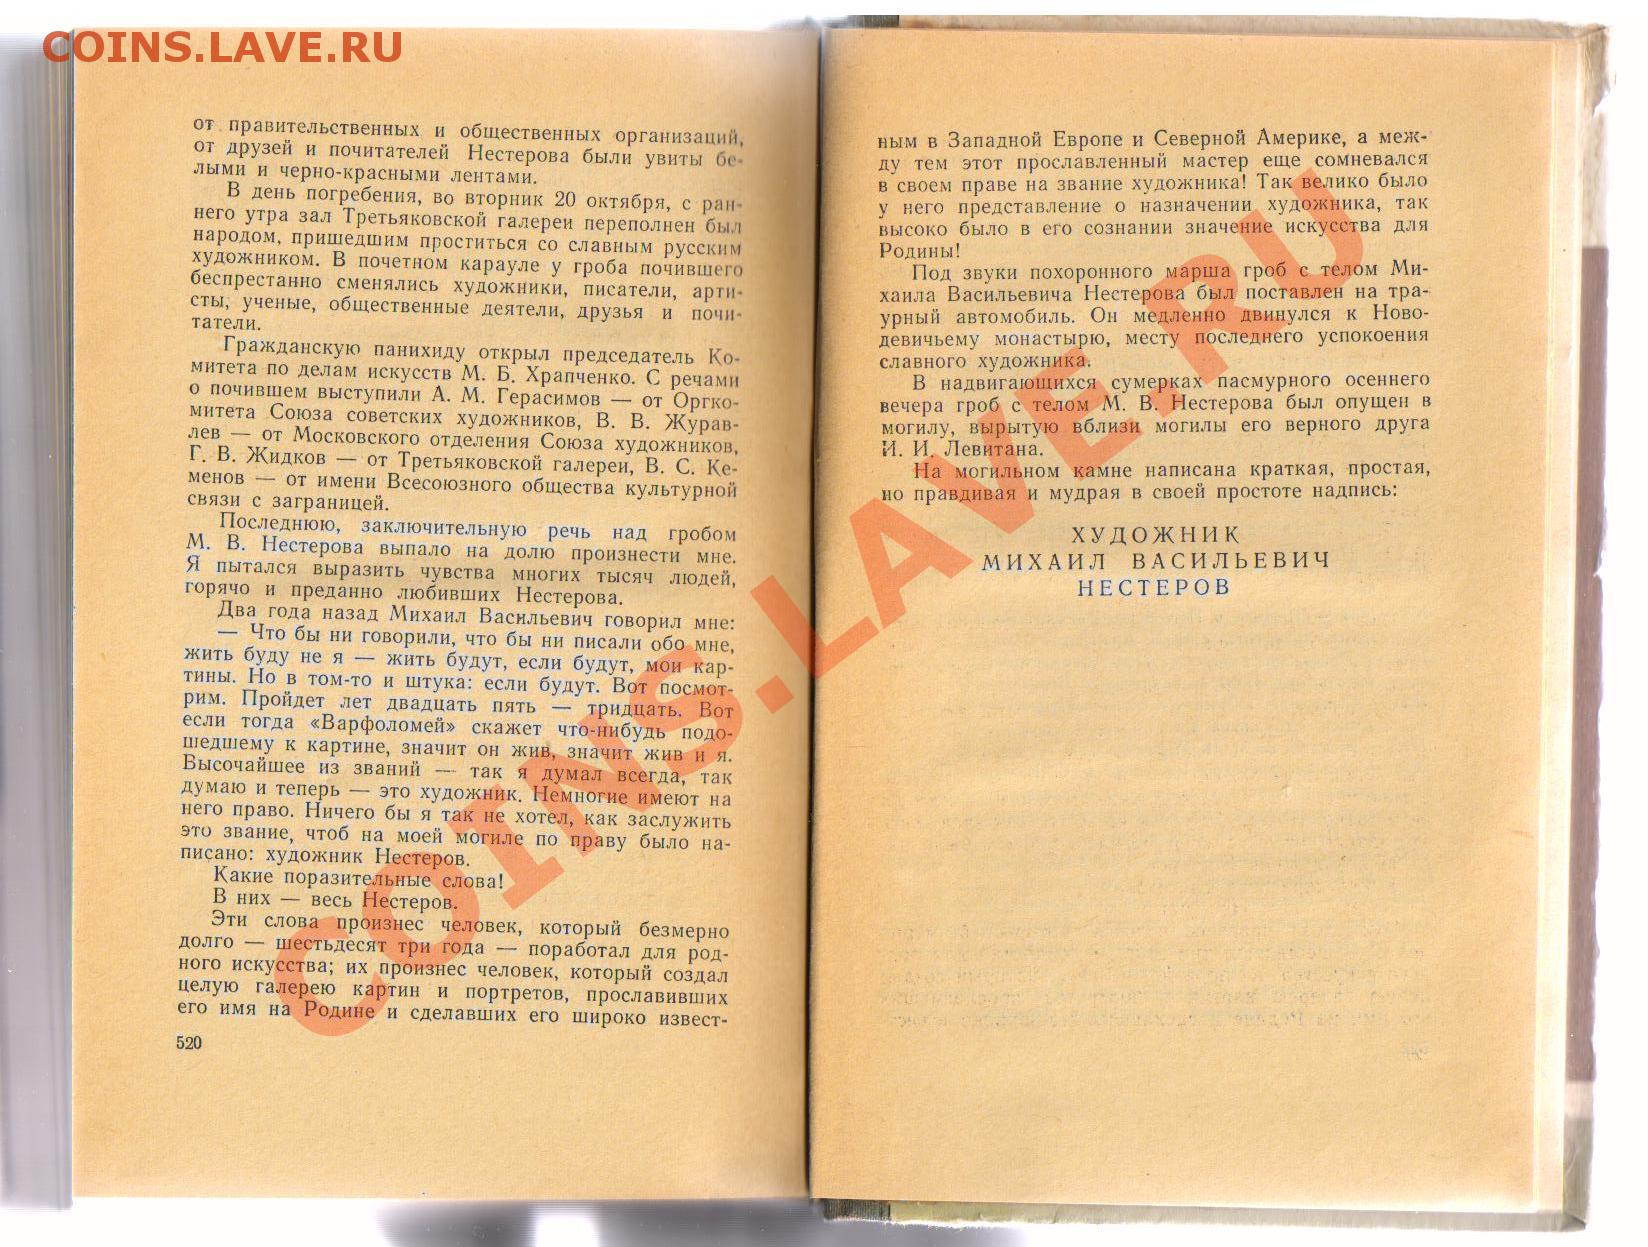 COINS.LAVE.RU
от правительственных и общественных организаций,
от друзей и почитателей Нестерова были увиты бе-
лыми и черно-красными лентами.
В день погребения, во вторник 20 октября, с ран-
него утра зал Третьяковской галереи переполнен был
народом, пришедшим проститься со славным русским
художником. В почетном карауле у гроба почившего
беспрестанно сменялись художники, писатели, арти-
сты, ученые, общественные деятели, друзья и почи-
татели.
Гражданскую панихиду открыл председатель Ко-
митета по делам искусств М. Б. Храпченко. С речами
о почившем выступили А. М. Герасимов — от Оргко-
митета Союза советских художников, В. В. Журав-
лев — от Московского отделения Союза художников,
Г. В. Жидков — от Третьяковской галереи, В. С. Ке-
менов — от имени Всесоюзного общества культурной
связи с заграницей.
Последнюю, заключительную речь над гробом
М. В. Нестерова выпало на долю произнести мне.
Я пытался выразить чувства многих тысяч людей,
горячо и преданно любивших Нестерова.
Два года назад Михаил Васильевич говорил мне:
— Что бы ни говорили, что бы ни писали обо мне,
жить буду не я — жить будут, если будут, мои кар-
тины. Но в том-то и штука: если будут. Вот посмот-
рим. Пройдет лет двадцать пять — тридцать. Вот
если тогда «Варфоломей» скажет что-нибудь подо-
шедшему к картине, значит он жив, значит жив и я.
Высочайшее из званий — так я думал всегда, так
думаю и теперь — это художник. Немногие имеют на
него право. Ничего бы я так не хотел, как заслужить
это звание, чтоб на моей могиле по праву было на-
писано: художник Нестеров.
Какие поразительные слова!
В них — весь Нестеров.
Эти слова произнес человек, который безмерно
долго — шестьдесят три года — поработал для род-
ного искусства; их произнес человек, который создал
целую галерею картин и портретов, прославивших
его имя на Родине и сделавших его широко извест-
520
ным в Западной Европе и Северной Америке, а меж-
ду тем этот прославленный мастер еще сомневался
в своем праве на звание художника! Так велико было
у него представление о назначении художника, так
высоко было в его сознании значение искусства для
Родины!
Под звуки похоронного марша гроб с телом Ми-
хаила Васильевича Нестерова был поставлен на тра-
урный автомобиль. Он медленно двинулся к Ново-
девичьему монастырю, месту последнего успокоения
славного художника.
В надвигающихся сумерках пасмурного осеннего
вечера гроб с телом М. В. Нестерова был опущен в
могилу, вырытую вблизи могилы его верного друга
И. И. Левитана.
На могильном камне написана краткая, простая,
но правдивая и мудрая в своей простоте надпись:
ХУДОЖНИК
МИХАИЛ ВАСИЛЬЕВИЧ
НЕСТЕРОВ
COINS.LAVE.RU